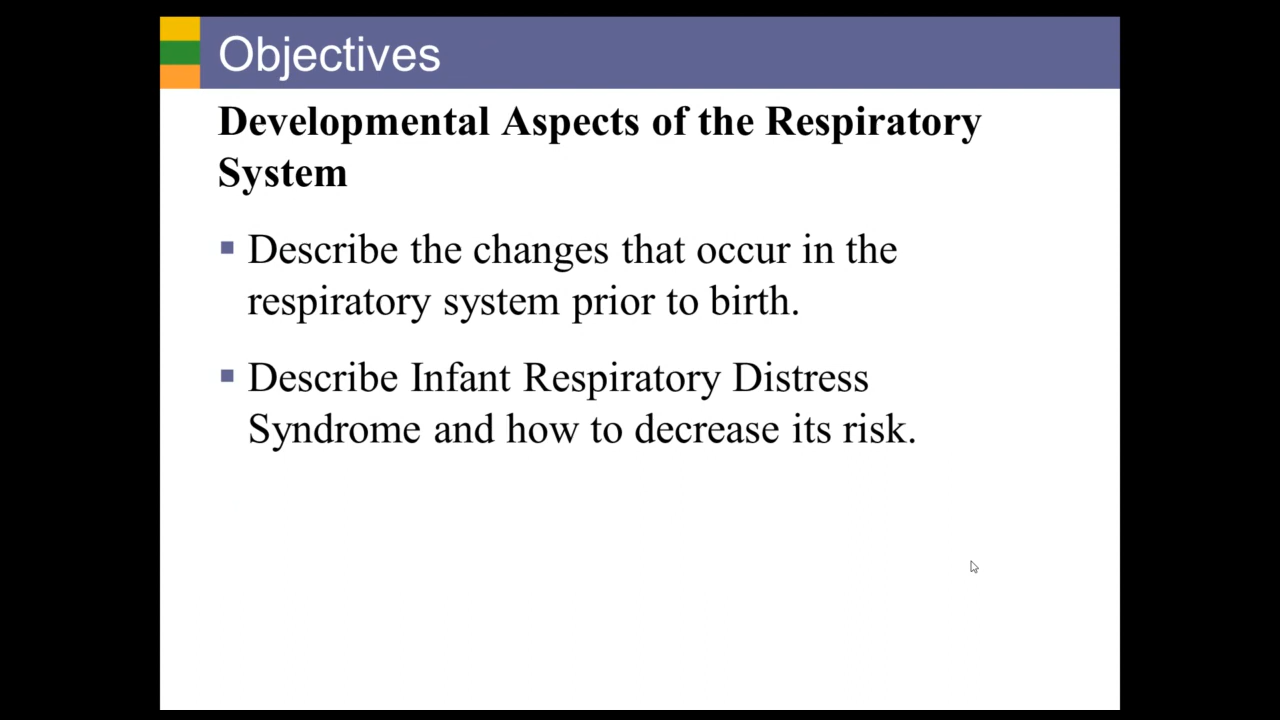 Objectives
Developmental Aspects of the Respiratory
System
▪ Describe the changes that occur in the
respiratory system prior to birth.
▪ Describe Infant Respiratory Distress
Syndrome and how to decrease its risk.